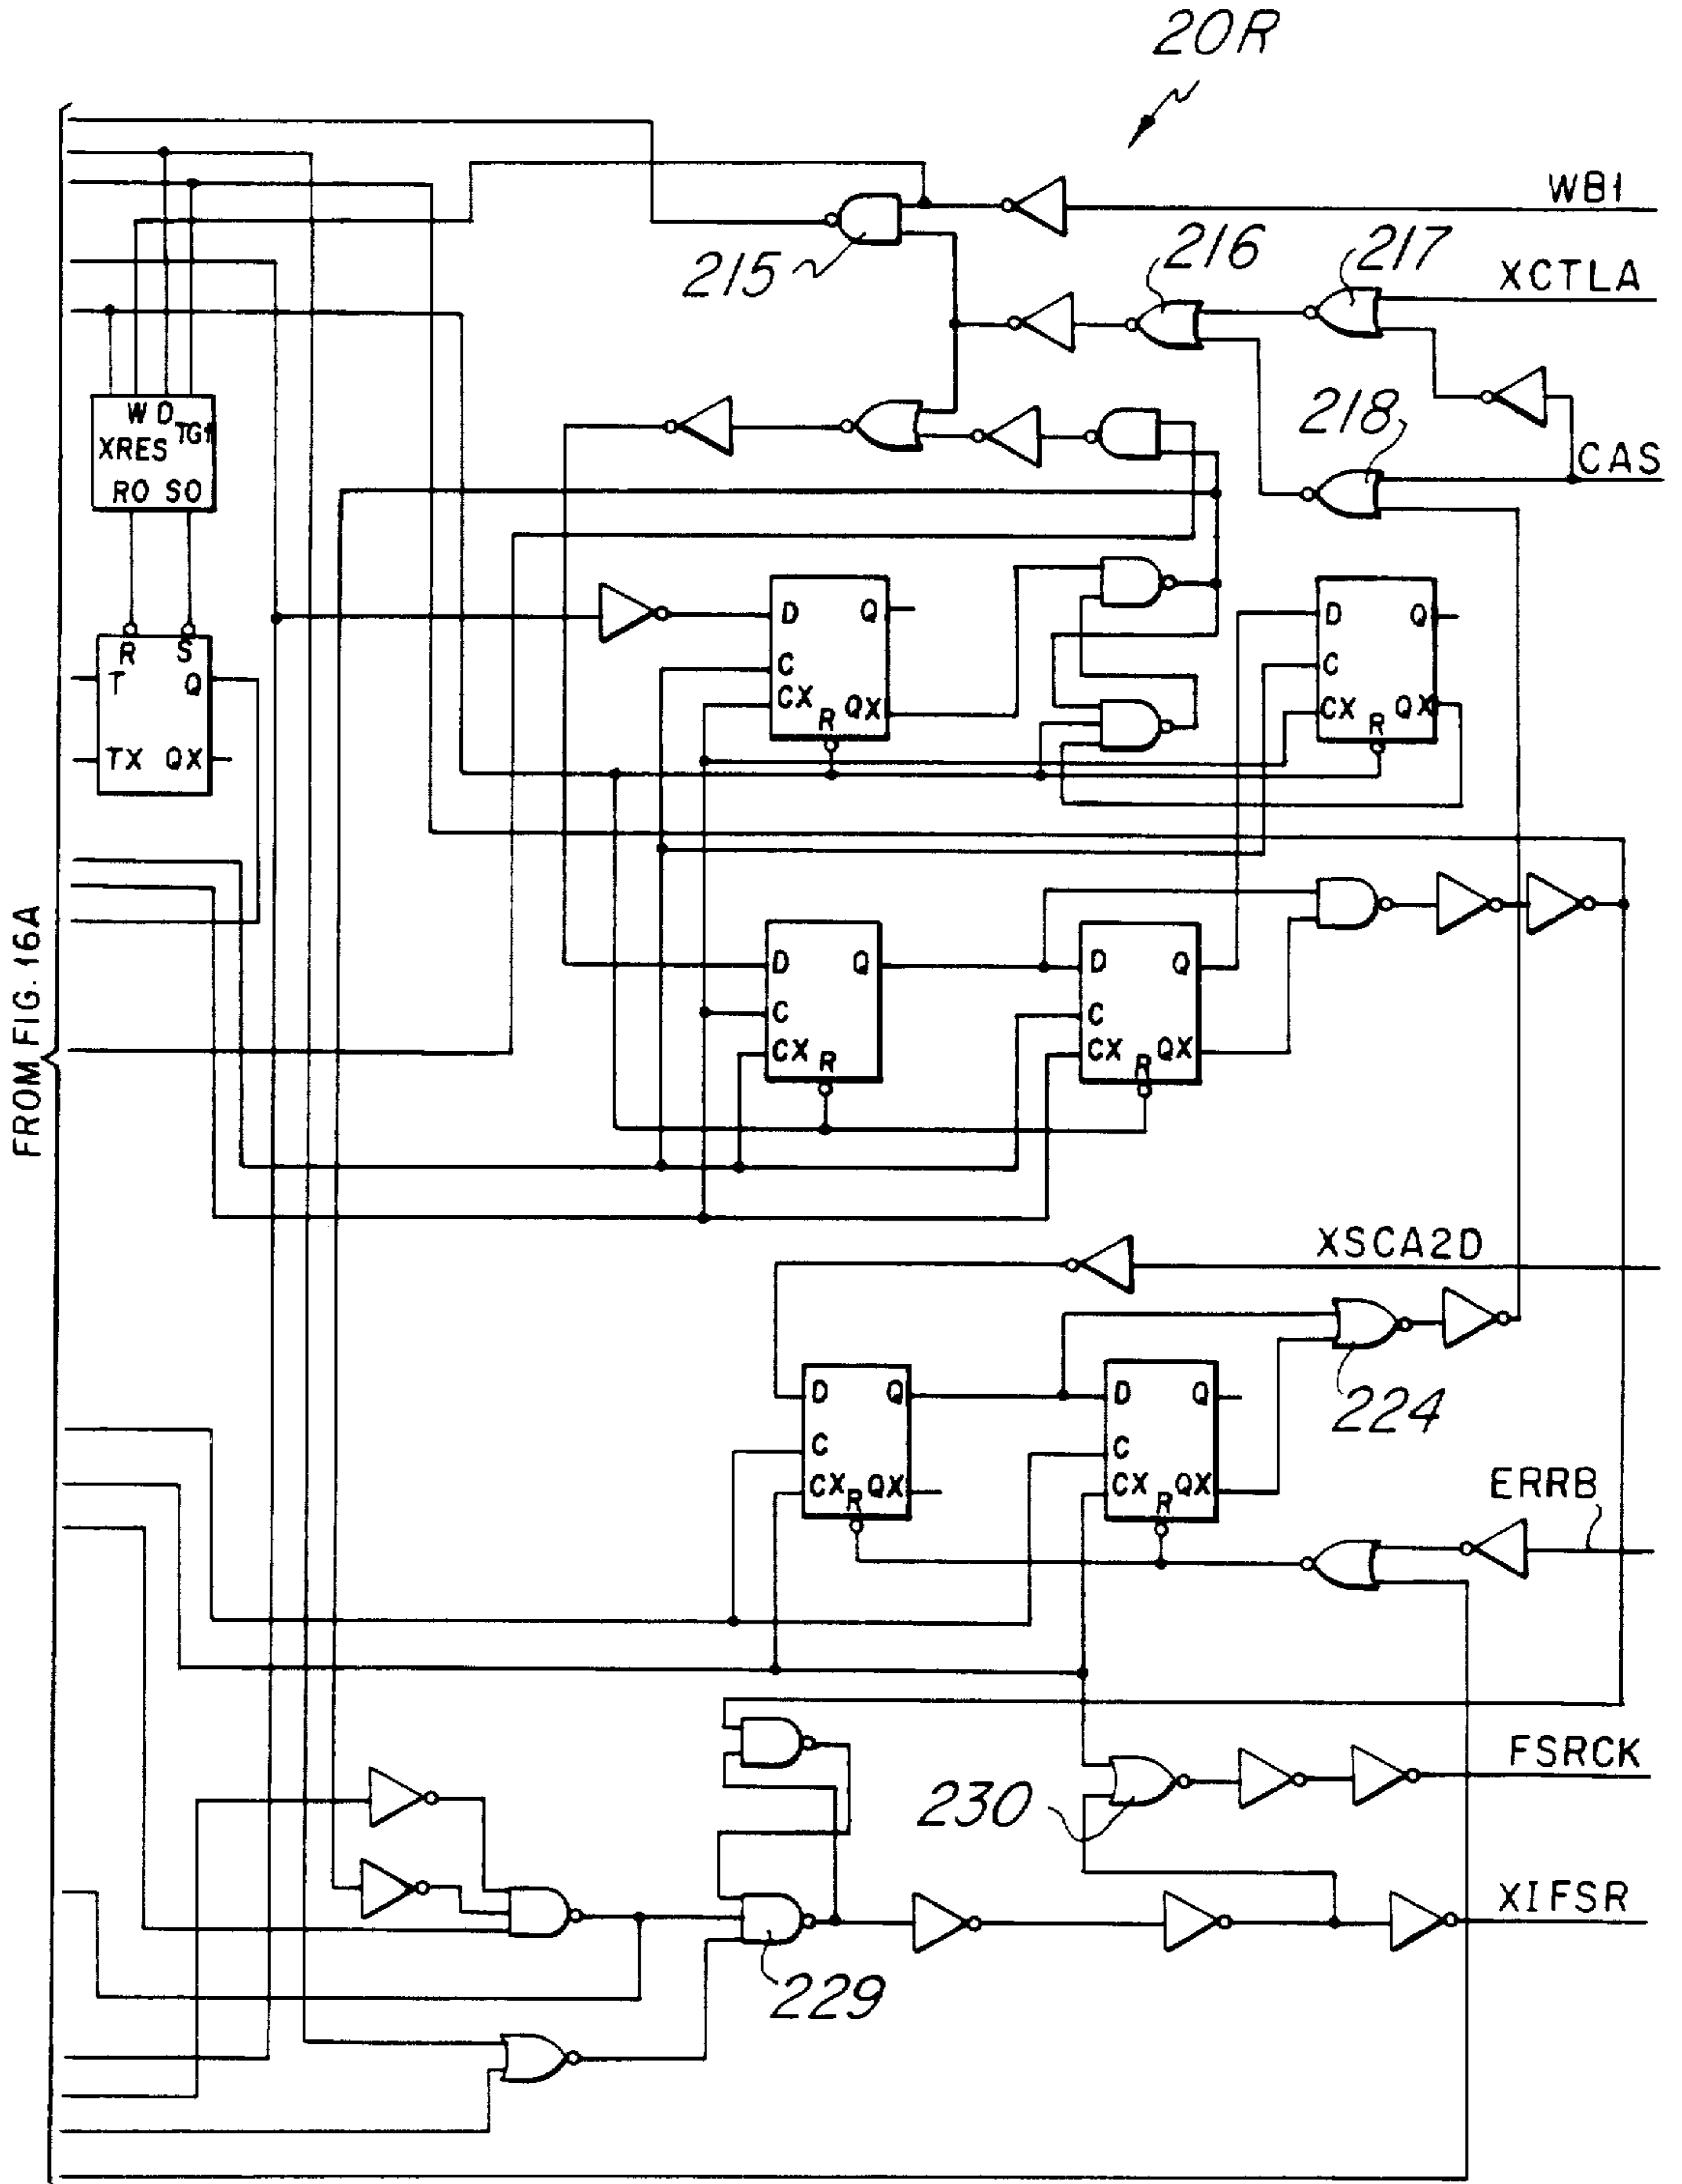 20R
WB1
215
216
217
XCTLA
218
CAS
W D TG1
XRES
RO SO
R S
T Q
TX QX
D Q
C
CX R QX
D Q
C
CX R QX
FROM FIG. 16A
D Q
C
CX R
D Q
C
CX R QX
XSCA2D
224
D Q
C
CX R QX
D Q
C
CX R QX
ERRB
FSRCK
230
XIFSR
229